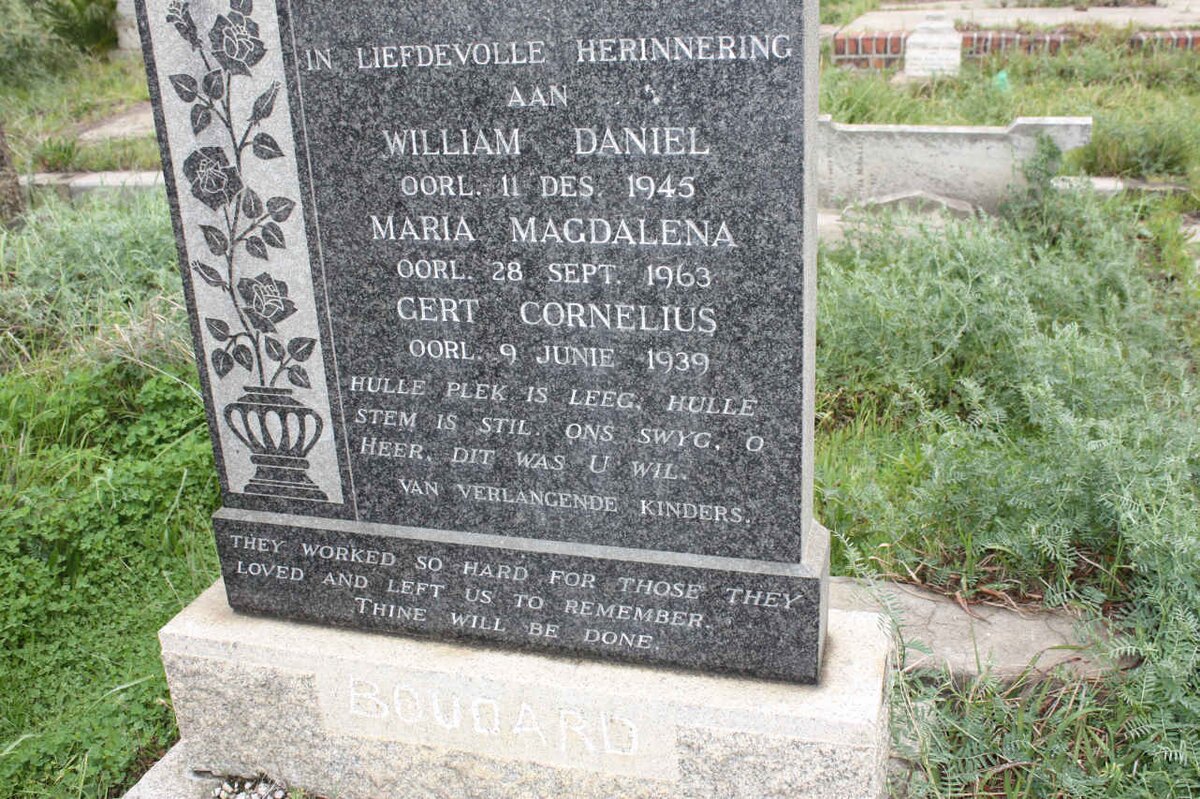 IN LIEFDEVOLLE HERINNERING
AAN
WILLIAM DANIEL
OORL. 11 DES 1945
MARIA MAGDALENA
OORL. 28 SEPT. 1963
GERT CORNELIUS
OORL. 9 JUNIE 1939
HULLE PLEK IS LEEG, HULLE
STEM IS STIL. ONS SWYG, O
HEER, DIT WAS U WIL.
VAN VERLANGENDE KINDERS.
THEY WORKED SO HARD FOR THOSE THEY
LOVED AND LEFT US TO REMEMBER.
THINE WILL BE DONE.
BOUDARD